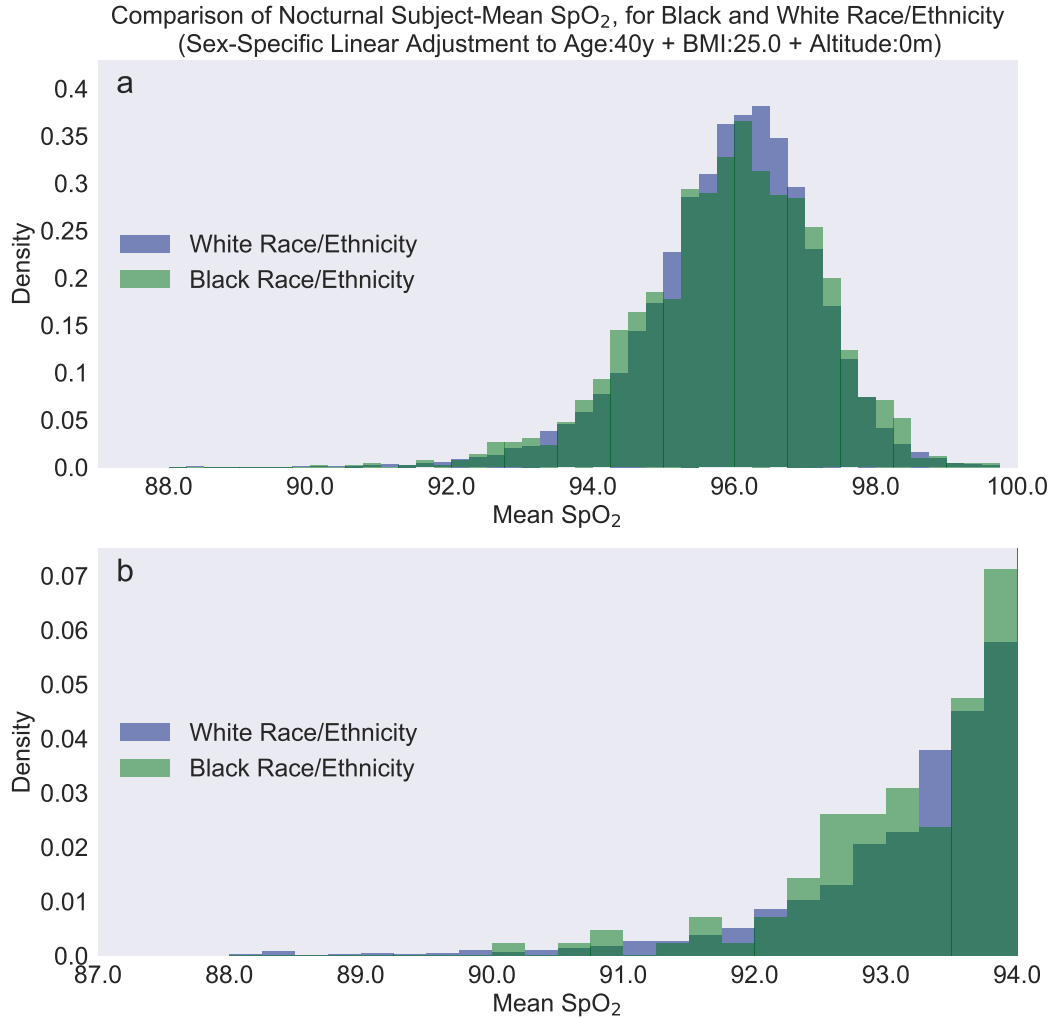 Comparison of Nocturnal Subject-Mean SpO₂, for Black and White Race/Ethnicity
(Sex-Specific Linear Adjustment to Age:40y + BMI:25.0 + Altitude:0m)
a
0.4
0.35
0.3
0.25
0.2
0.15
0.1
0.05
0.0
Density
White Race/Ethnicity
Black Race/Ethnicity
88.0 90.0 92.0 94.0 96.0 98.0 100.0
Mean SpO₂
b
0.07
0.06
0.05
0.04
0.03
0.02
0.01
0.0
Density
White Race/Ethnicity
Black Race/Ethnicity
87.0 88.0 89.0 90.0 91.0 92.0 93.0 94.0
Mean SpO₂